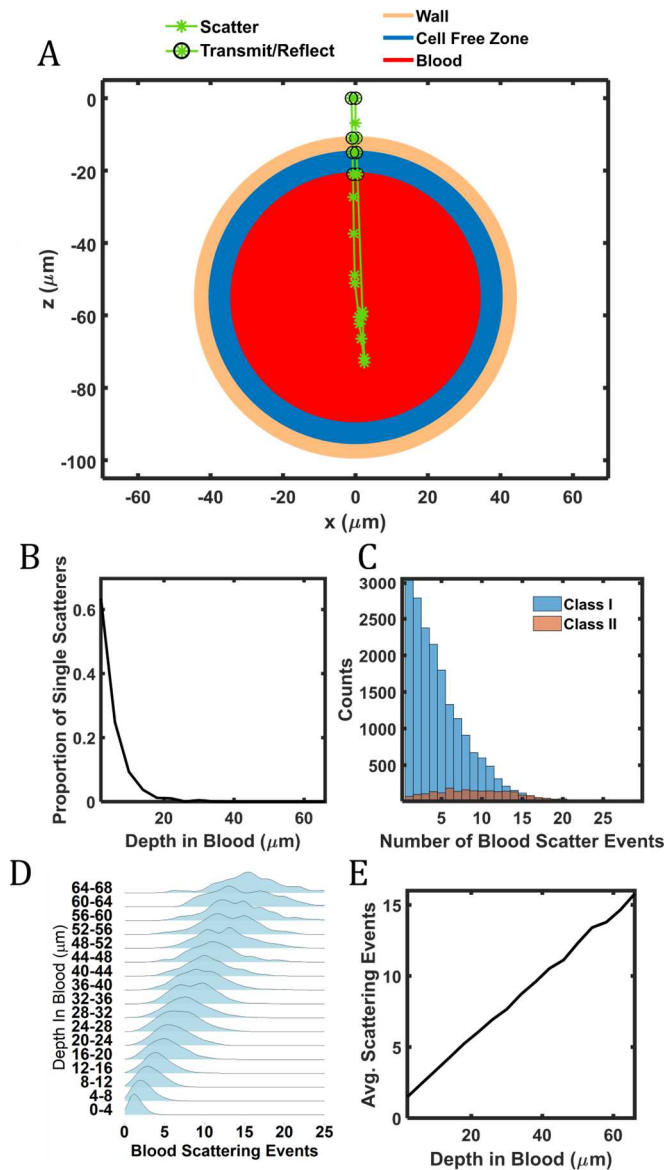 Scatter
Transmit/Reflect
Wall
Cell Free Zone
Blood
A
0
-20
-40
-60
-80
-100
z (μm)
-60 -40 -20 0 20 40 60
x (μm)
B
0.6
0.4
0.2
0
Proportion of Single Scatterers
20 40 60
Depth in Blood (μm)
C
Class I
Class II
3000
2500
2000
1500
1000
500
Counts
5 10 15 20 25
Number of Blood Scatter Events
D
64-68
60-64
56-60
52-56
48-52
44-48
40-44
36-40
32-36
28-32
24-28
20-24
16-20
12-16
8-12
4-8
0-4
Depth In Blood (μm)
0 5 10 15 20 25
Blood Scattering Events
E
15
10
5
0
Avg. Scattering Events
20 40 60
Depth in Blood (μm)